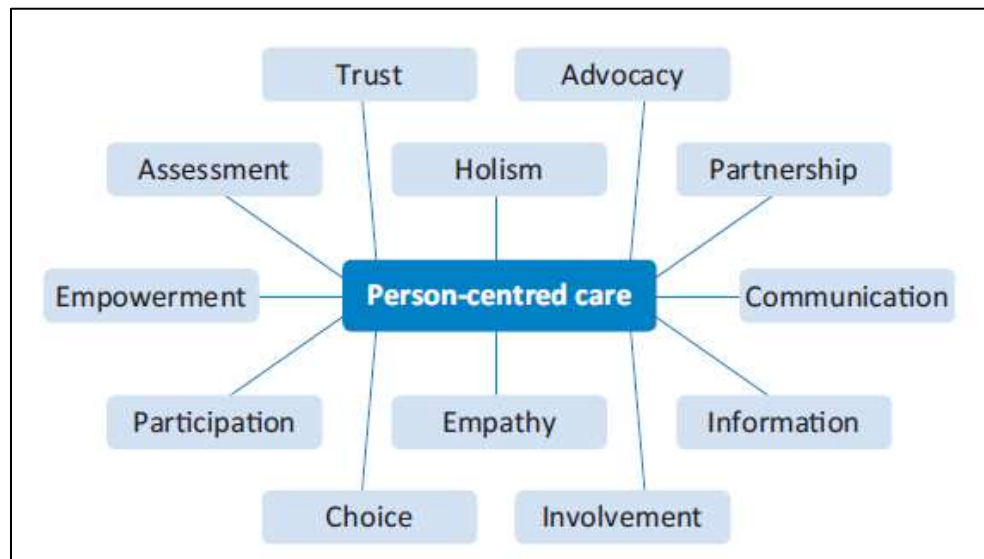 Trust
Advocacy
Assessment
Holism
Partnership
Empowerment
Person-centred care
Communication
Participation
Empathy
Information
Choice
Involvement